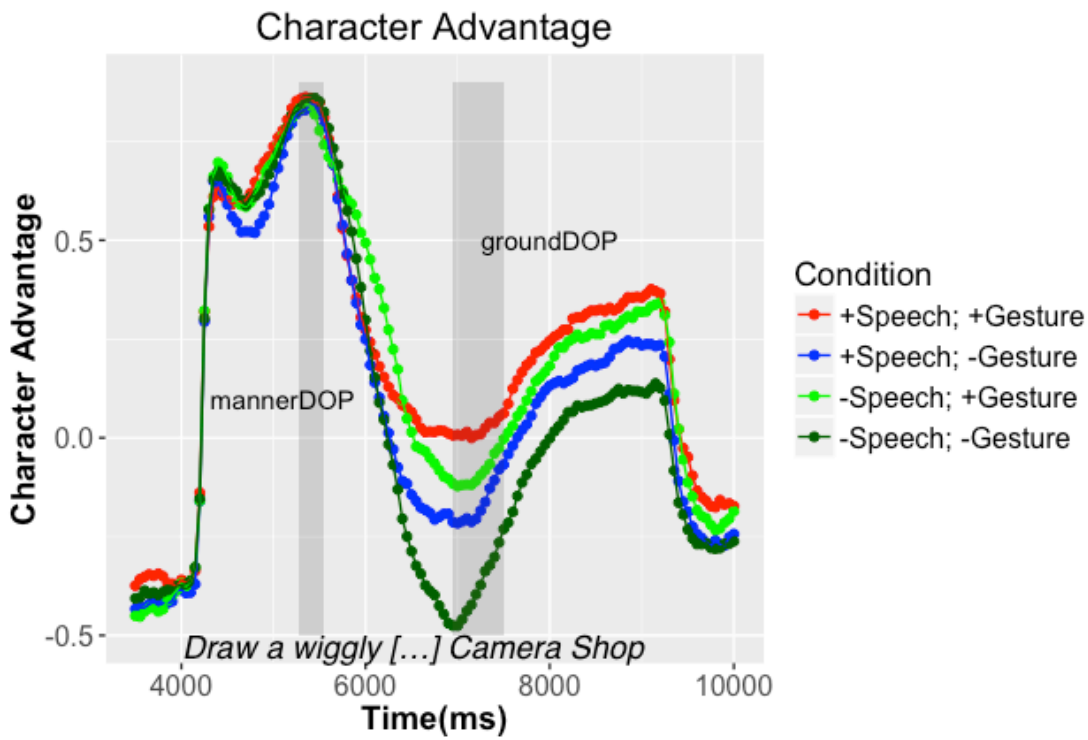 Character Advantage
Character Advantage
0.5
0.0
-0.5
mannerDOP
groundDOP
Draw a wiggly [...] Camera Shop
4000
6000
8000
10000
Time(ms)
Condition
+Speech; +Gesture
+Speech; -Gesture
-Speech; +Gesture
-Speech; -Gesture